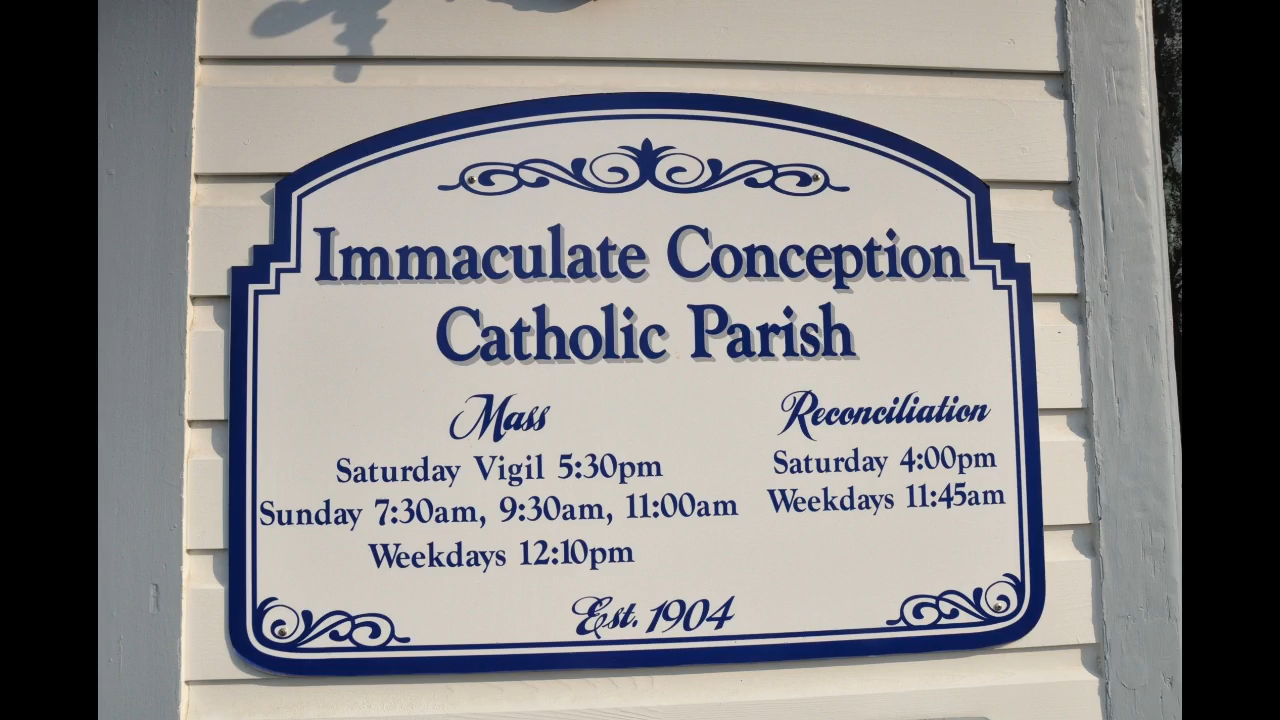 Immaculate Conception
Catholic Parish
Mass
Saturday Vigil 5:30pm
Sunday 7:30am, 9:30am, 11:00am
Weekdays 12:10pm
Reconciliation
Saturday 4:00pm
Weekdays 11:45am
Est. 1904